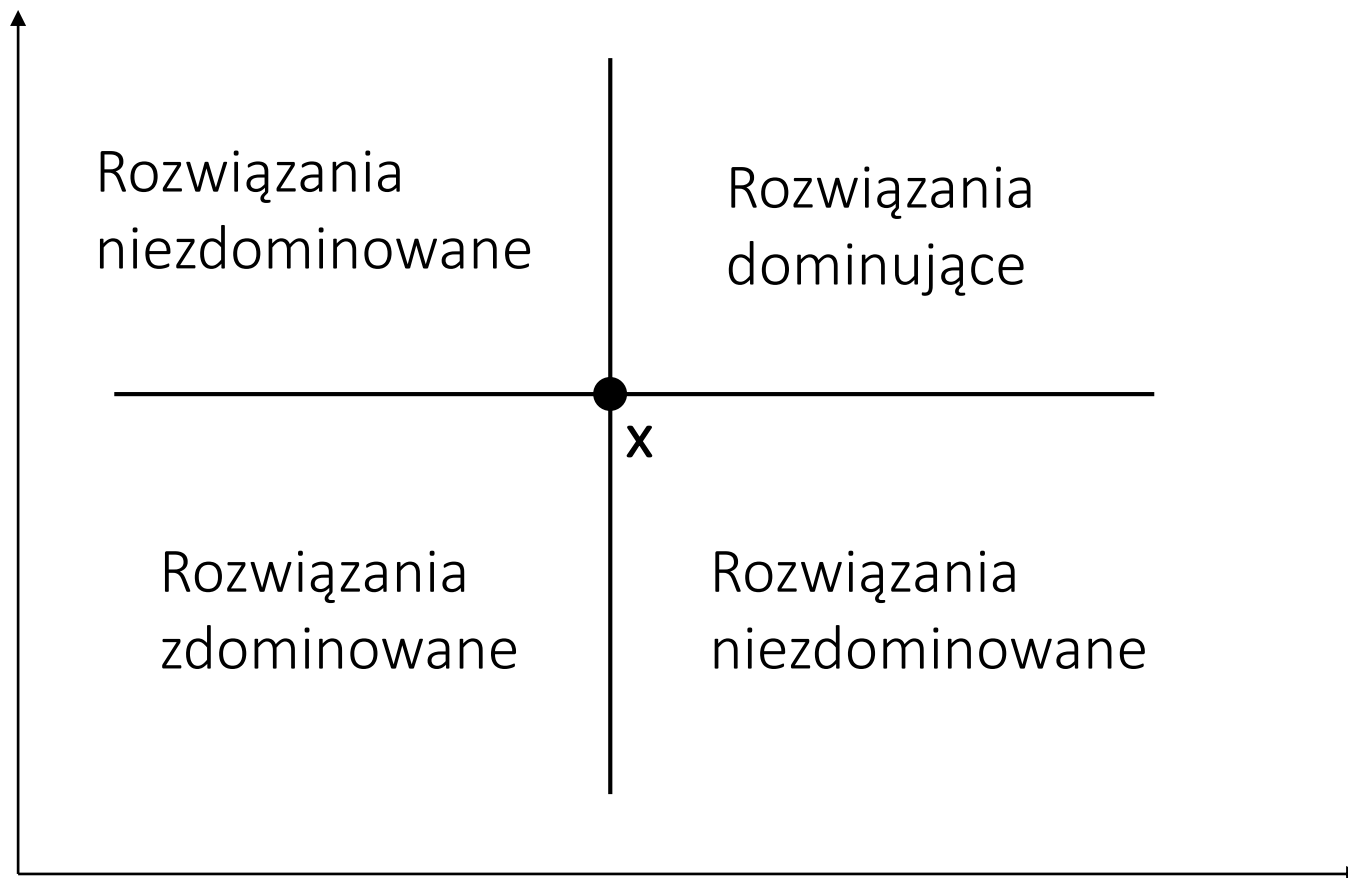 Rozwiązania
niezdominowane
Rozwiązania
dominujące
x
Rozwiązania
zdominowane
Rozwiązania
niezdominowane